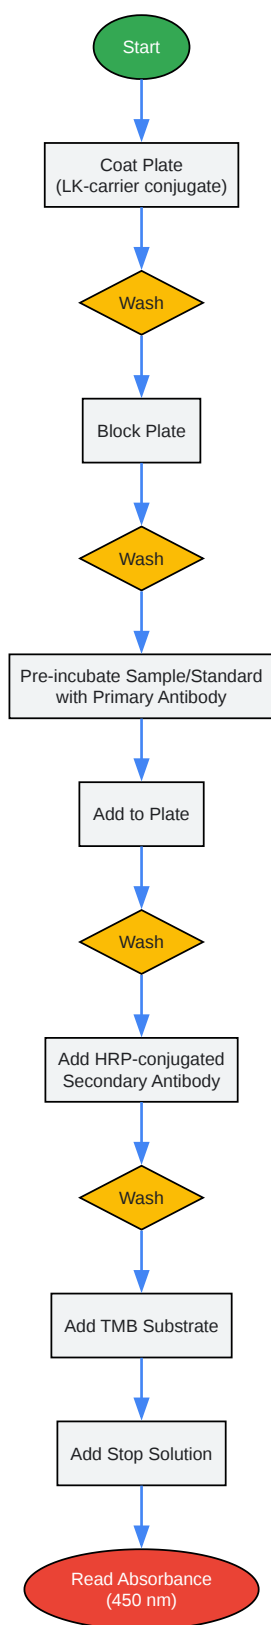 Start
Coat Plate
(LK-carrier conjugate)
Wash
Block Plate
Wash
Pre-incubate Sample/Standard
with Primary Antibody
Add to Plate
Wash
Add HRP-conjugated
Secondary Antibody
Wash
Add TMB Substrate
Add Stop Solution
Read Absorbance
(450 nm)